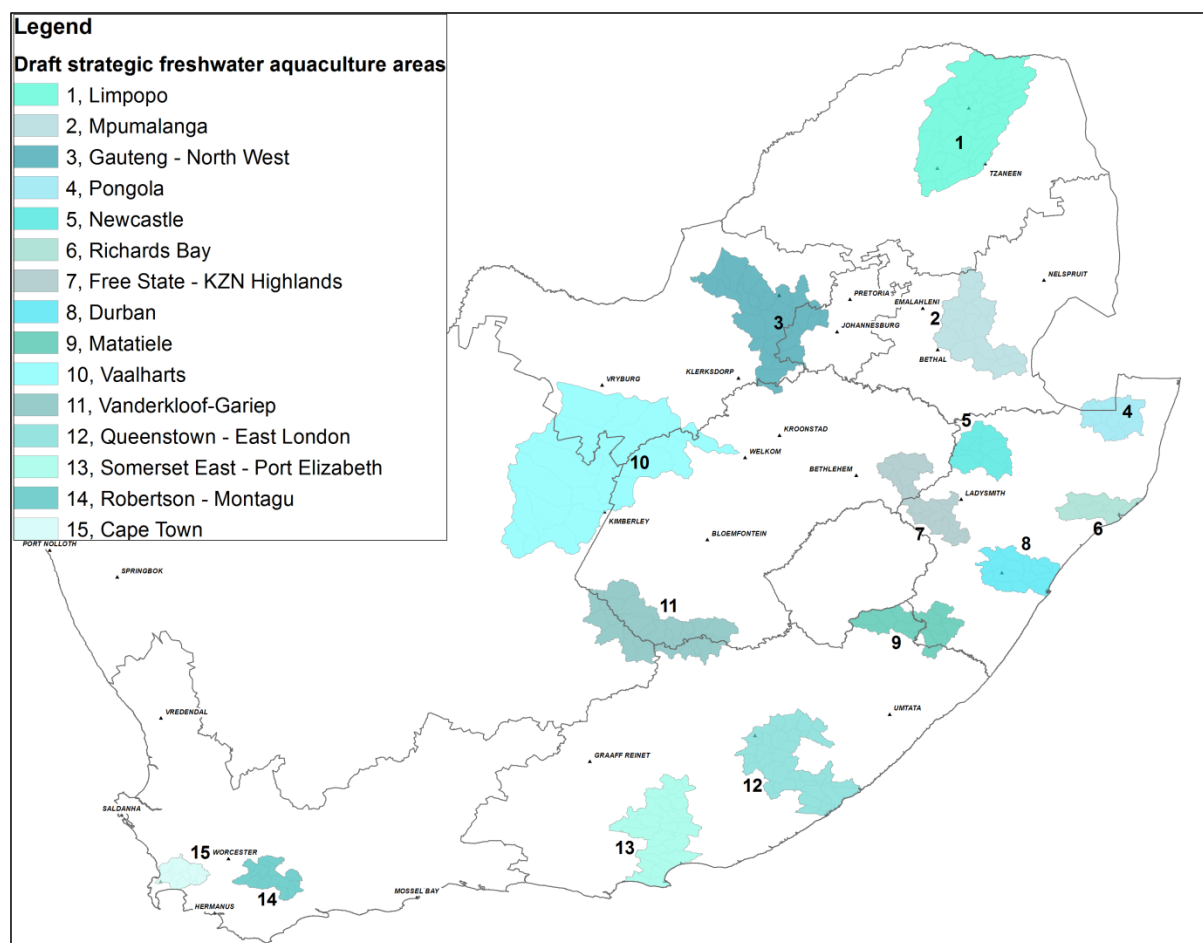 Legend
Draft strategic freshwater aquaculture areas
1, Limpopo
2, Mpumalanga
3, Gauteng - North West
4, Pongola
5, Newcastle
6, Richards Bay
7, Free State - KZN Highlands
8, Durban
9, Matatiele
10, Vaalharts
11, Vanderkloof-Gariep
12, Queenstown - East London
13, Somerset East - Port Elizabeth
14, Robertson - Montagu
15, Cape Town
1
TZANEEN
NELSPRUIT
PRETORIA
EMALAHLENI
2
3
JOHANNESBURG
BETHAL
KLERKSDORP
VRYBURG
4
5
KROONSTAD
10
WELKOM
BETHLEHEM
LADYSMITH
6
KIMBERLEY
7
BLOEMFONTEIN
8
PORT NOLLOTH
SPRINGBOK
11
9
VREDENDAL
UMTATA
GRAAFF REINET
12
SALDANHA
13
15
WORCESTER
14
MOSSEL BAY
HERMANUS